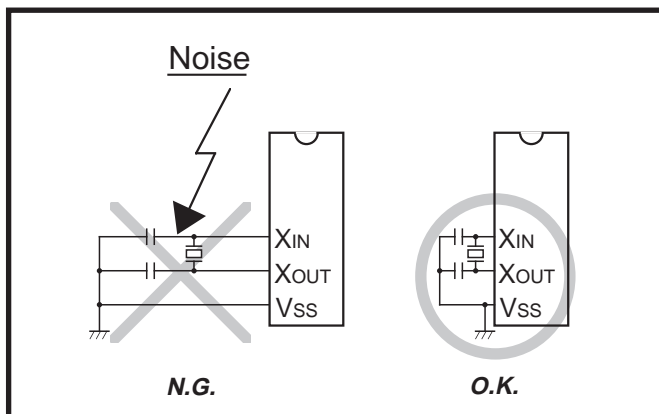 Noise
XIN
XOUT
VSS
N.G.
XIN
XOUT
VSS
O.K.